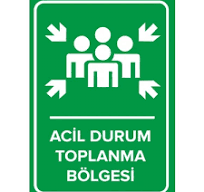 ACİL DURUM
TOPLANMA
BÖLGESİ